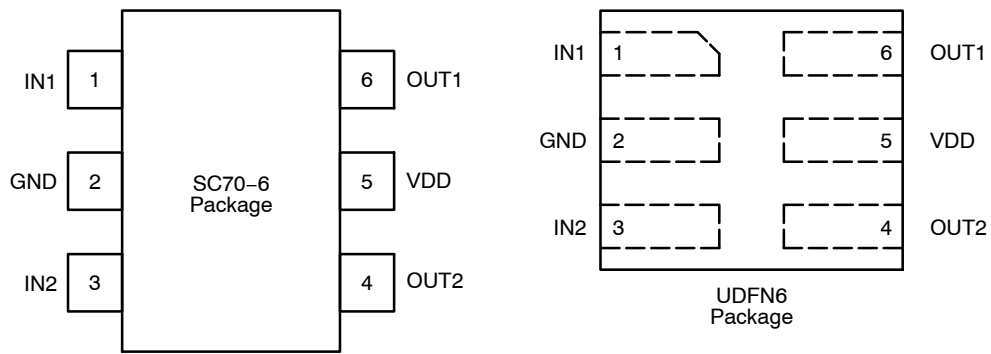 IN1 1 6 OUT1
GND 2 5 VDD
IN2 3 4 OUT2
SC70–6
Package
IN1 1 6 OUT1
GND 2 5 VDD
IN2 3 4 OUT2
UDFN6
Package